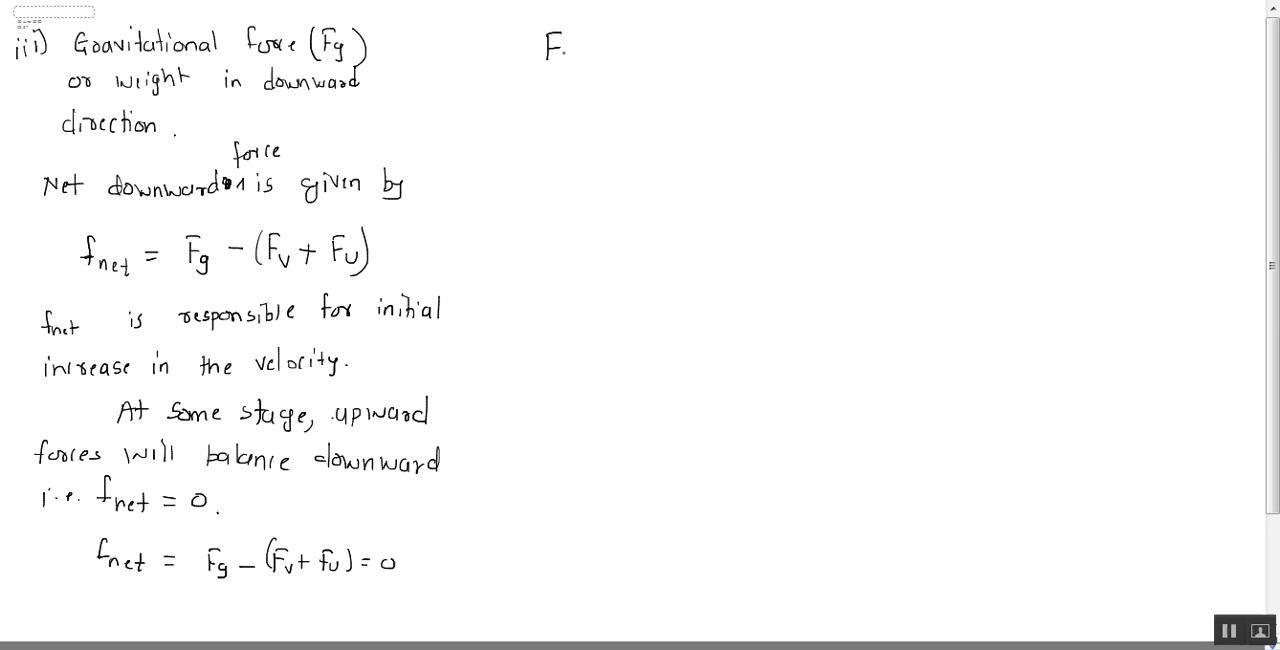 iii) Gravitational force (Fg)
or weight in downward
direction.
force
Net downward is given by
fnet = Fg - (Fv + FU)
fnet is responsible for initial
increase in the velocity.
At some stage, upward
forces will balance downward
i.e. fnet = 0.
fnet = Fg - (Fv + fU) = 0
F.